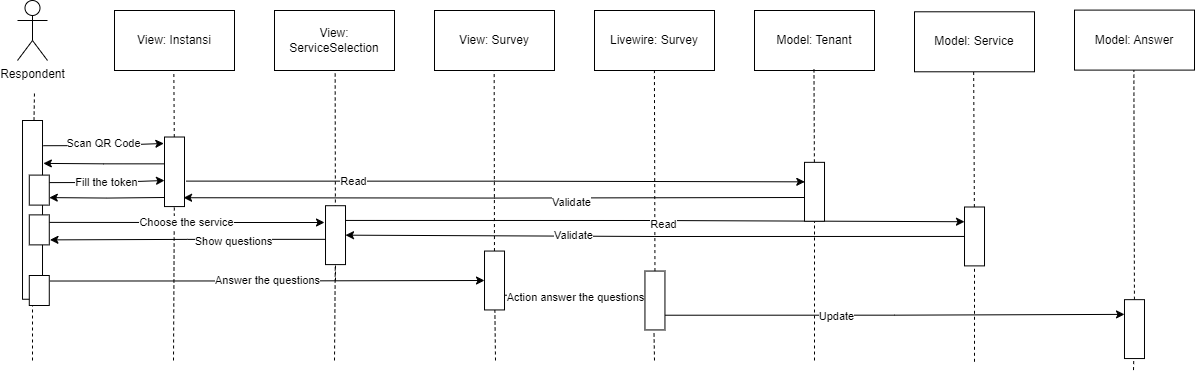 Respondent
View: Instansi
View:
ServiceSelection
View: Survey
Livewire: Survey
Model: Tenant
Model: Service
Model: Answer
Scan QR Code
Fill the token
Read
Validate
Choose the service
Read
Show questions
Validate
Answer the questions
Action answer the questions
Update